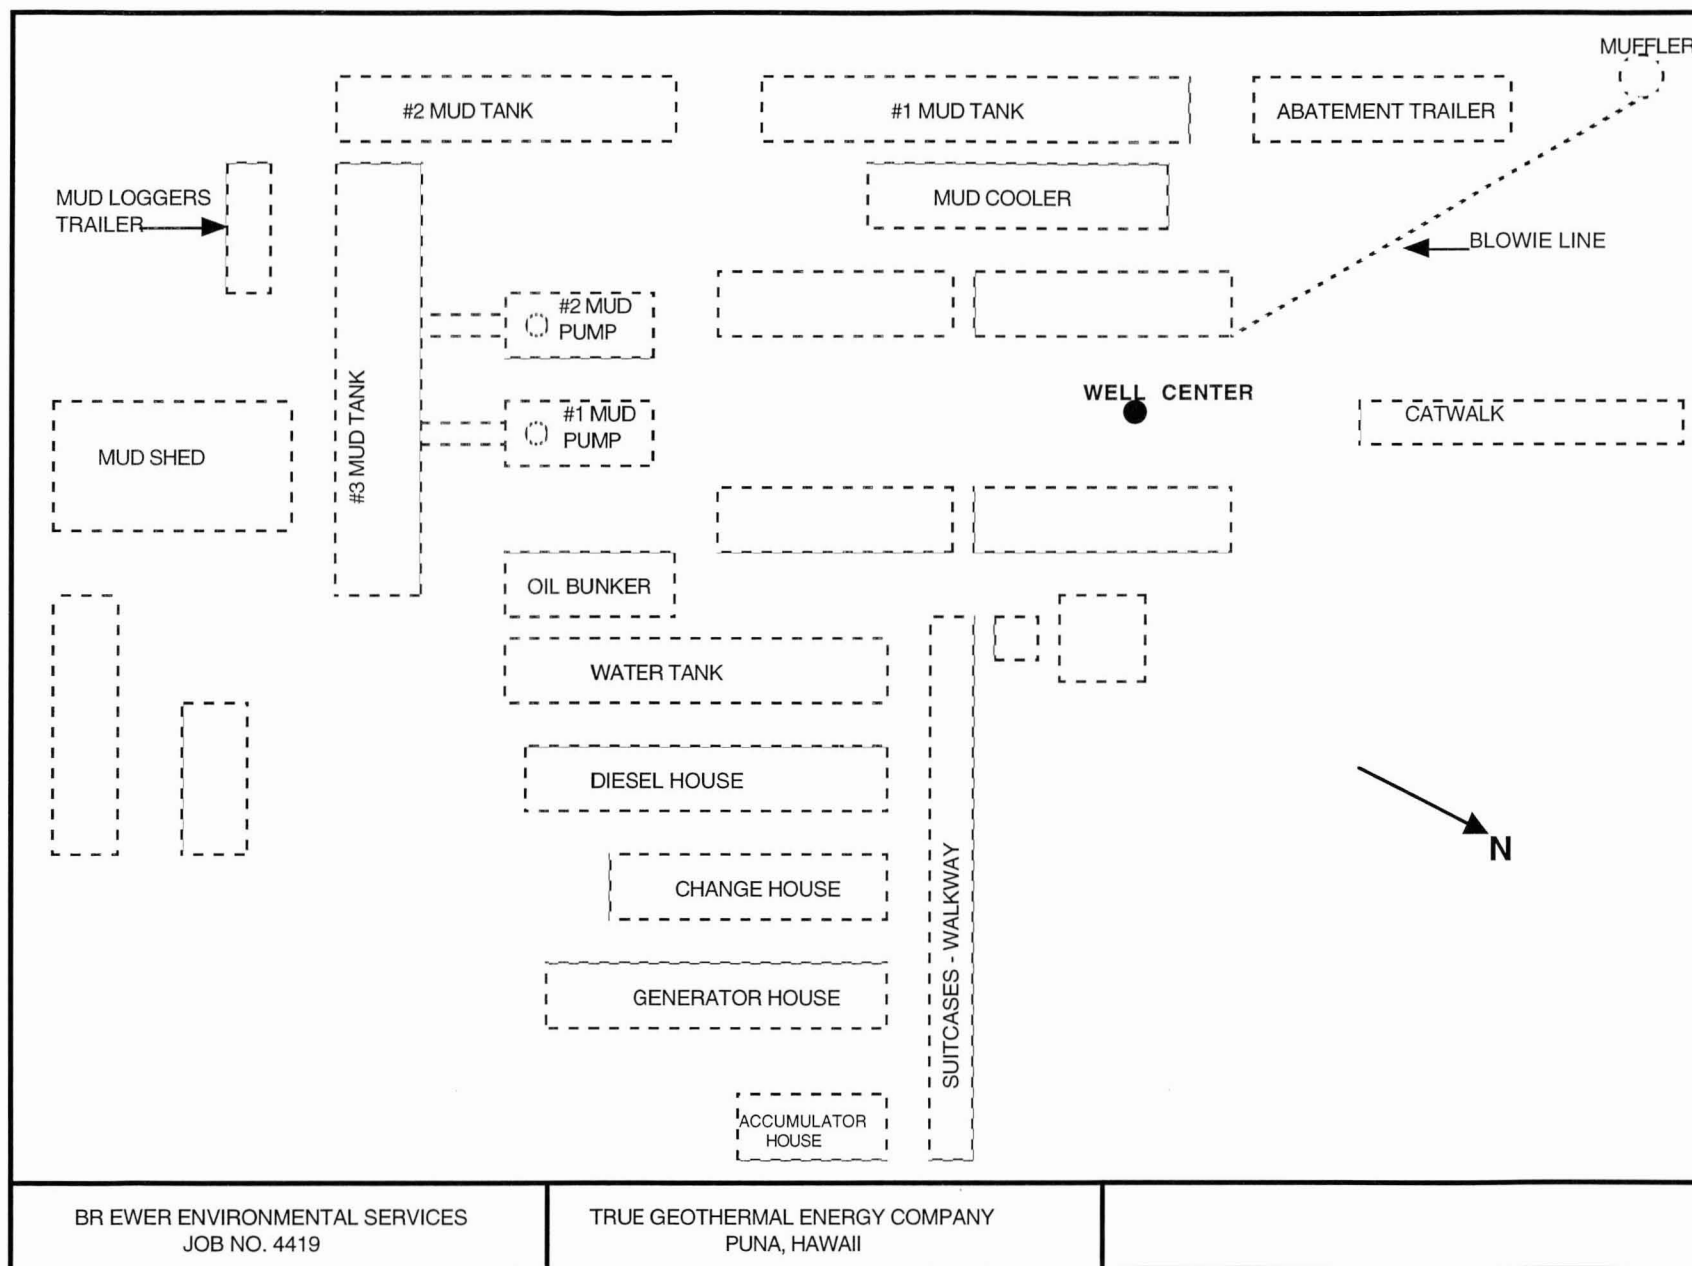 MUFFLER
#2 MUD TANK
#1 MUD TANK
ABATEMENT TRAILER
MUD LOGGERS
TRAILER
MUD COOLER
BLOWIE LINE
#2 MUD
PUMP
#3 MUD TANK
WELL CENTER
#1 MUD
PUMP
CATWALK
MUD SHED
OIL BUNKER
WATER TANK
DIESEL HOUSE
N
CHANGE HOUSE
SUITCASES - WALKWAY
GENERATOR HOUSE
ACCUMULATOR
HOUSE
BR EWER ENVIRONMENTAL SERVICES
JOB NO. 4419
TRUE GEOTHERMAL ENERGY COMPANY
PUNA, HAWAII